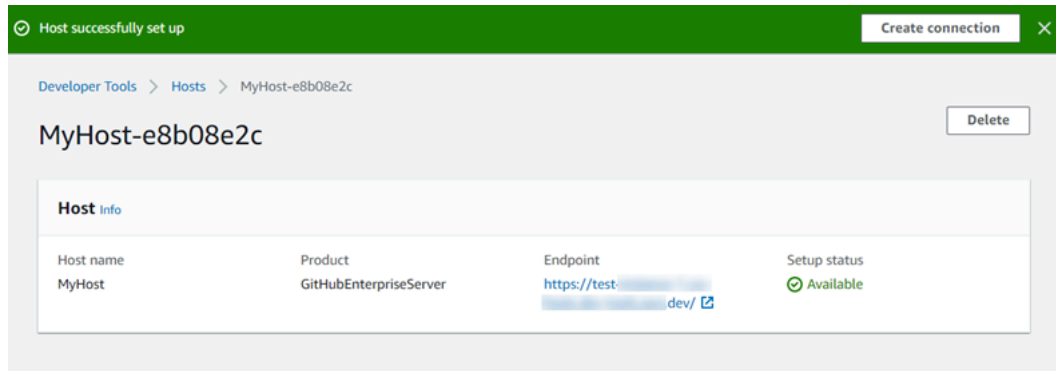 Host successfully set up
Create connection
Developer Tools > Hosts > MyHost-e8b08e2c
MyHost-e8b08e2c
Delete
Host Info
Host name
Product
Endpoint
Setup status
MyHost
GitHubEnterpriseServer
https://test-
dev/
Available